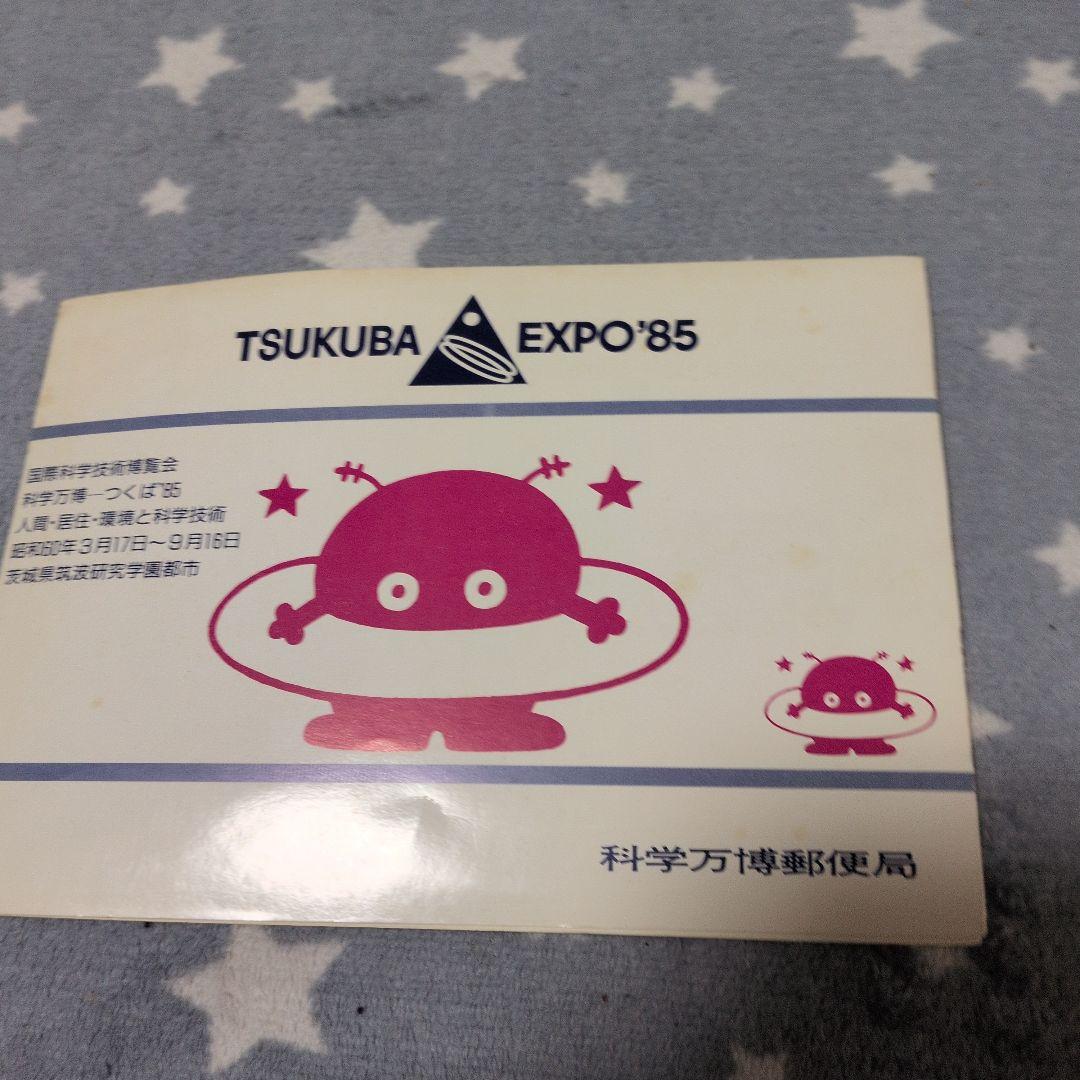 TSUKUBA EXPO'85
国際科学技術博覧会
科学万博―つくば'85
人間・居住・環境と科学技術
昭和60年3月17日～9月16日
茨城県筑波研究学園都市
科学万博郵便局